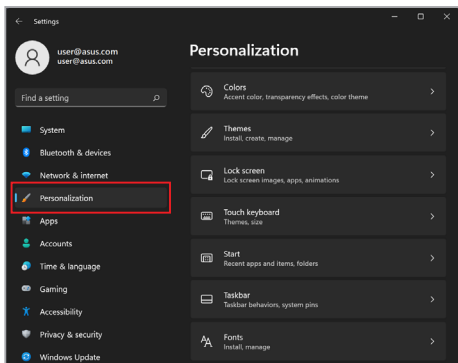 Settings
user@asus.com
user@asus.com
Find a setting
System
Bluetooth & devices
Network & internet
Personalization
Apps
Accounts
Time & language
Gaming
Accessibility
Privacy & security
Windows Update
Personalization
Colors
Accent color, transparency effects, color theme
Themes
Install, create, manage
Lock screen
Lock screen images, apps, animations
Touch keyboard
Themes, size
Start
Recent apps and items, folders
Taskbar
Taskbar behaviors, system pins
Fonts
Install, manage